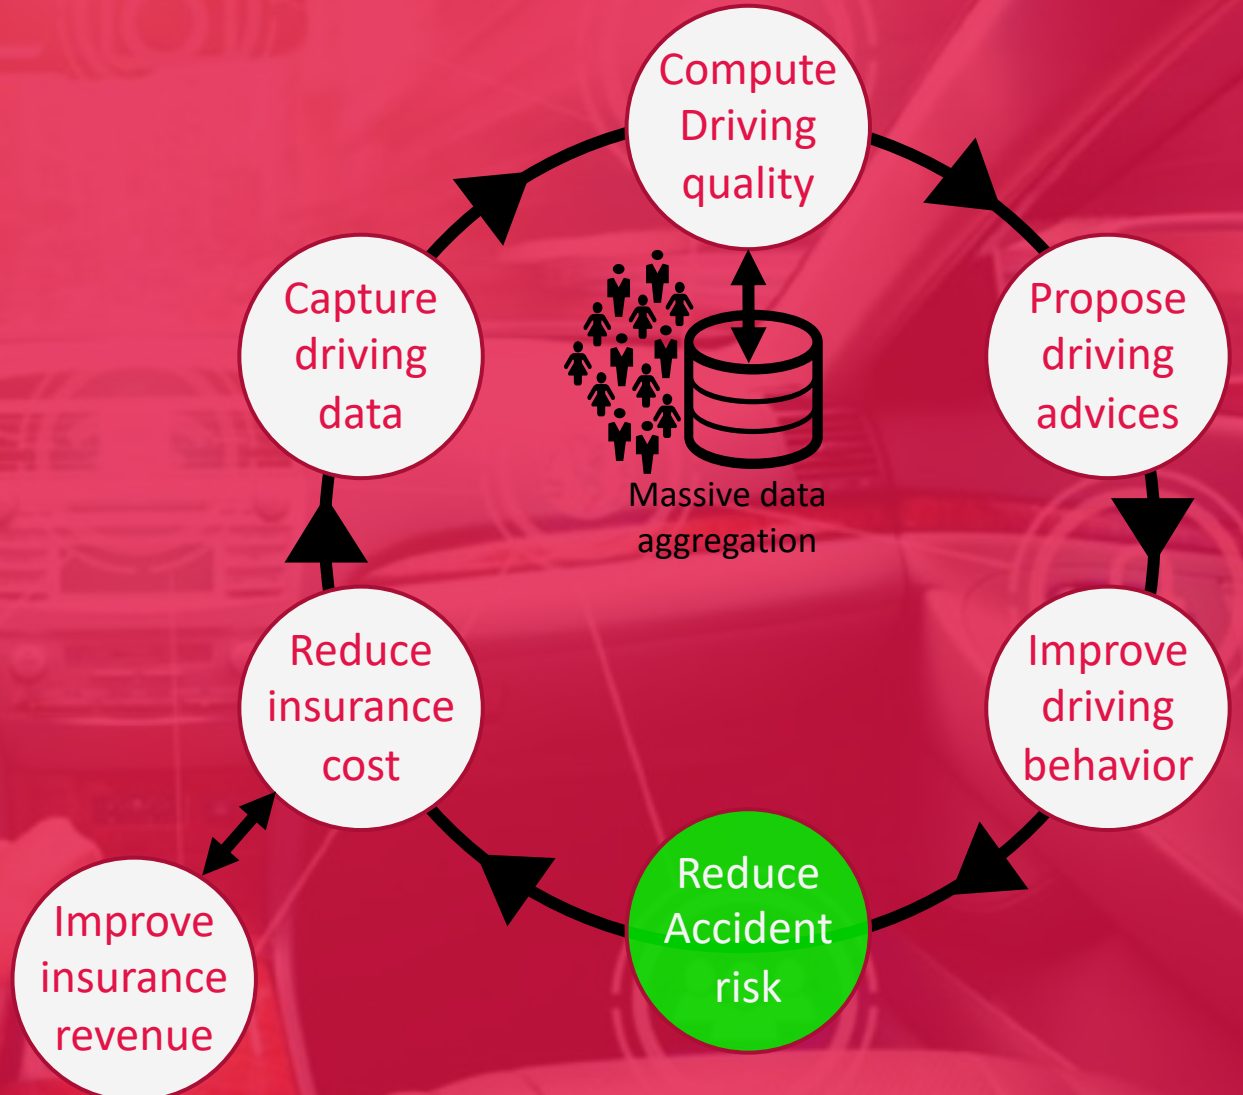 Compute
Driving
quality
Capture
driving
data
Propose
driving
advices
Massive data
aggregation
Reduce
insurance
cost
Improve
driving
behavior
Reduce
Accident
risk
Improve
insurance
revenue